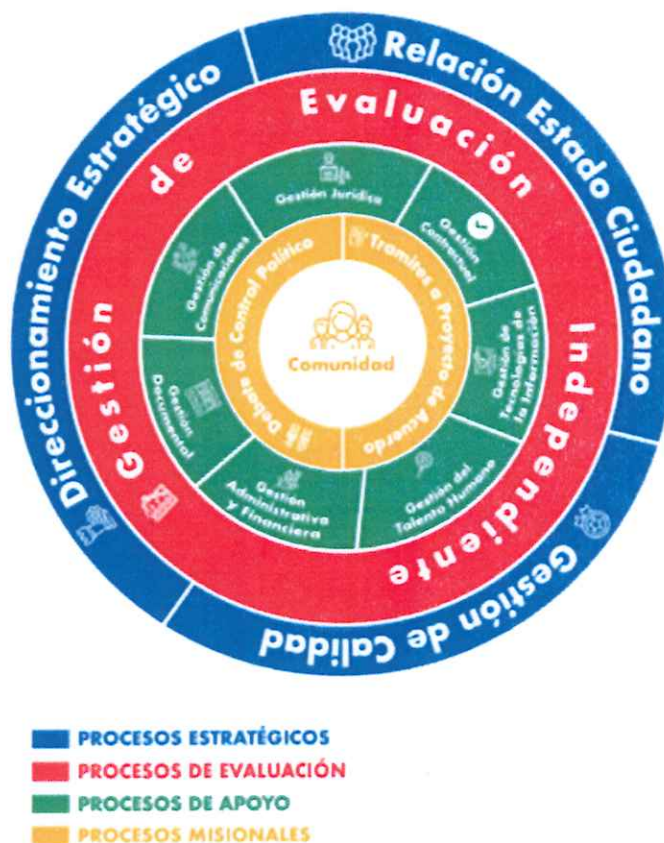 Direccionamiento Estratégico
Relación Estado Ciudadano
Gestión de Calidad
Gestión de Evaluación Independiente
Gestión Jurídica
Gestión
Contractual
Gestión de
Tecnologías de
la Información
Gestión del
Talento Humano
Gestión
Administrativa
y Financiera
Gestión
Documental
Gestión de
Comunicaciones
Debate de Control Político
Tramites a Proyecto de Acuerdo
Comunidad
PROCESOS ESTRATÉGICOS
PROCESOS DE EVALUACIÓN
PROCESOS DE APOYO
PROCESOS MISIONALES